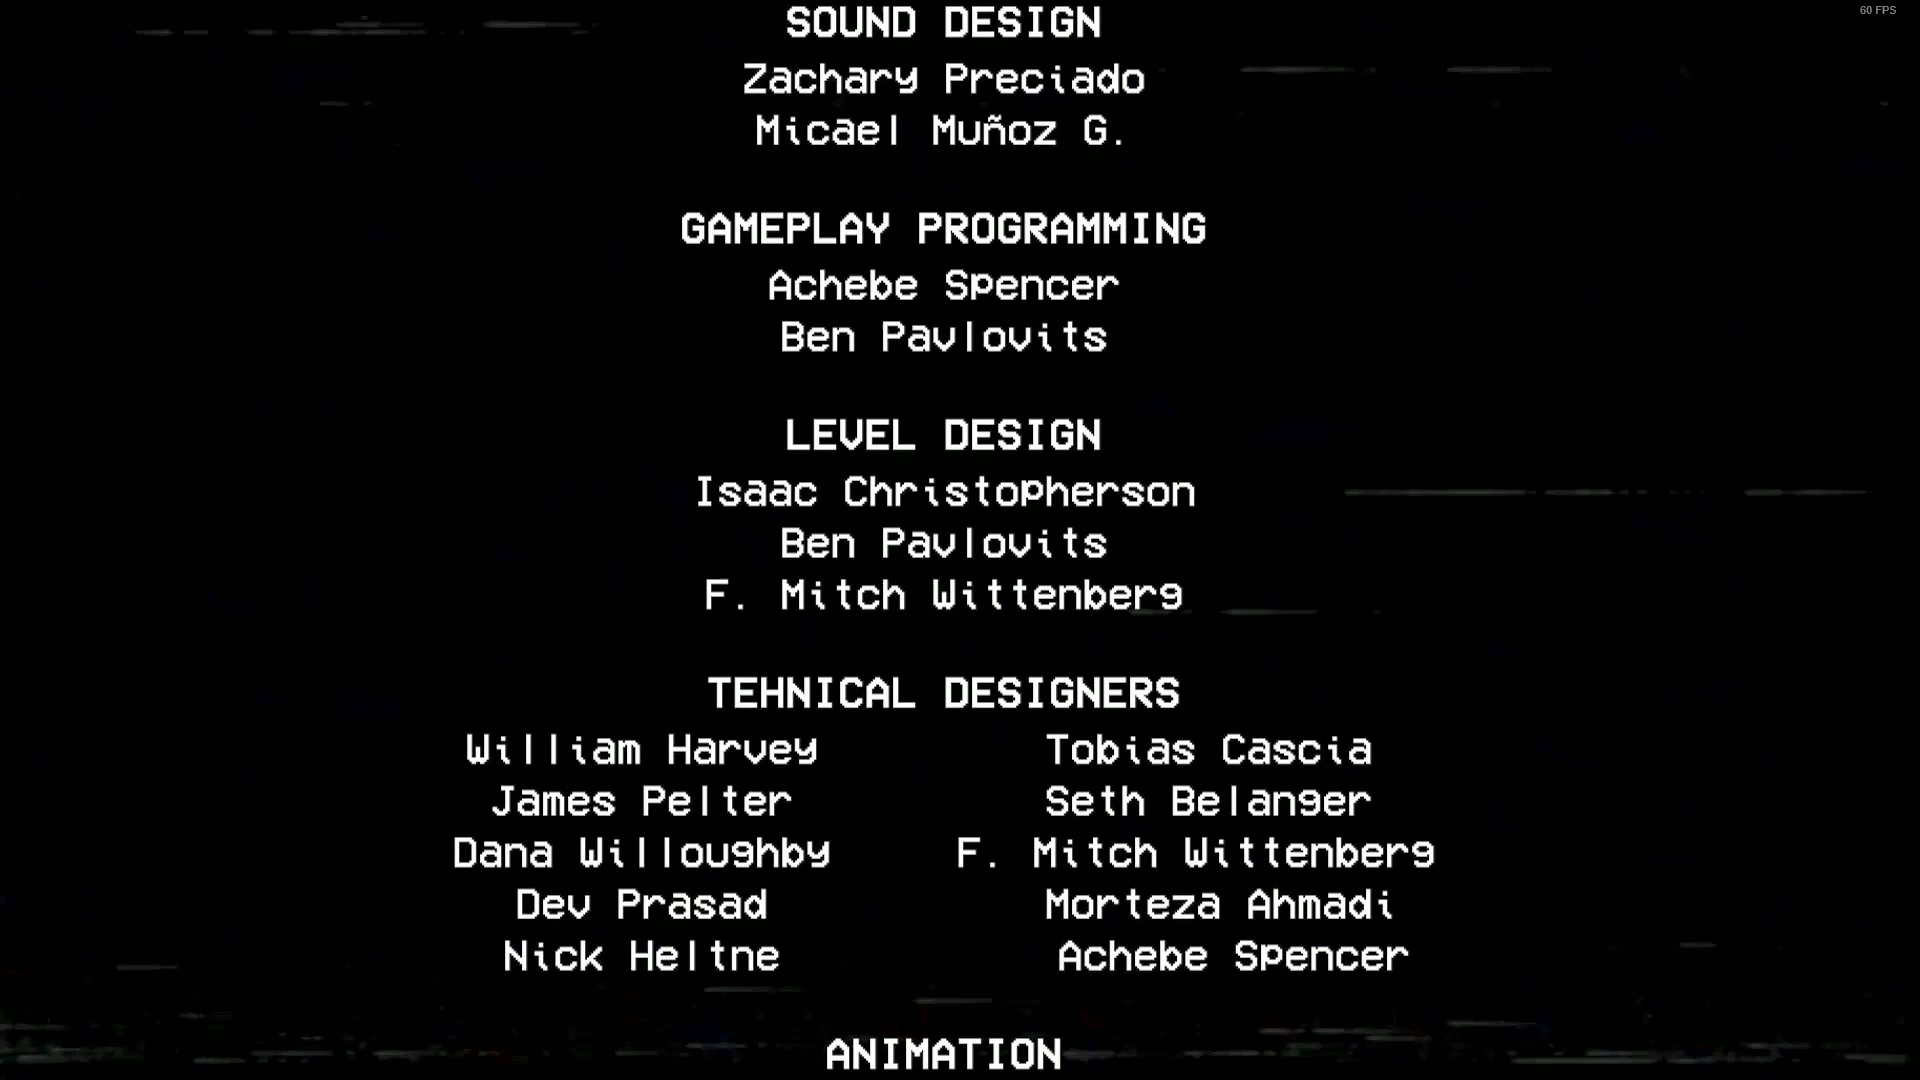 60 FPS
SOUND DESIGN
Zachary Preciado
Micael Muñoz G.
GAMEPLAY PROGRAMMING
Achebe Spencer
Ben Pavlovits
LEVEL DESIGN
Isaac Christopherson
Ben Pavlovits
F. Mitch Wittenberg
TEHNICAL DESIGNERS
William Harvey
James Pelter
Dana Willoughby
Dev Prasad
Nick Heltne
Tobias Cascia
Seth Belanger
F. Mitch Wittenberg
Morteza Ahmadi
Achebe Spencer
ANIMATION